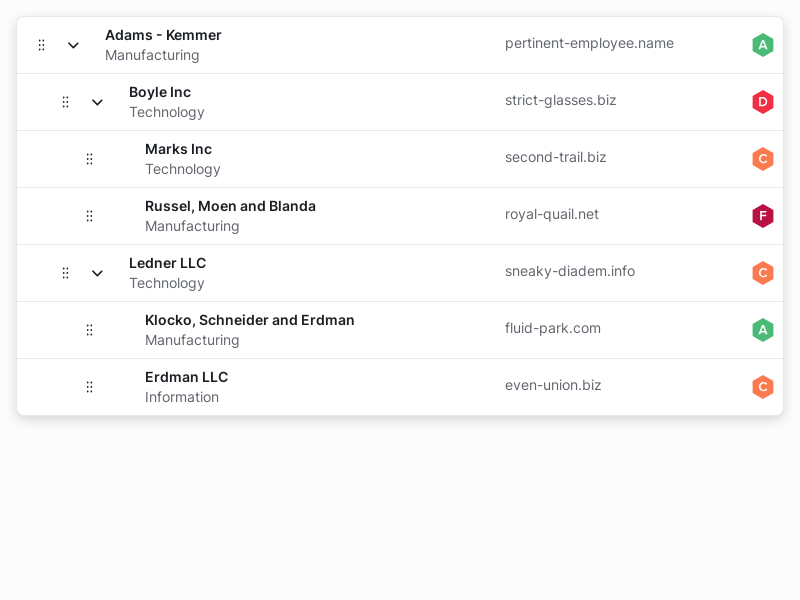 Adams - Kemmer
Manufacturing
pertinent-employee.name
A
Boyle Inc
Technology
strict-glasses.biz
D
Marks Inc
Technology
second-trail.biz
C
Russel, Moen and Blanda
Manufacturing
royal-quail.net
F
Ledner LLC
Technology
sneaky-diadem.info
C
Klocko, Schneider and Erdman
Manufacturing
fluid-park.com
A
Erdman LLC
Information
even-union.biz
C